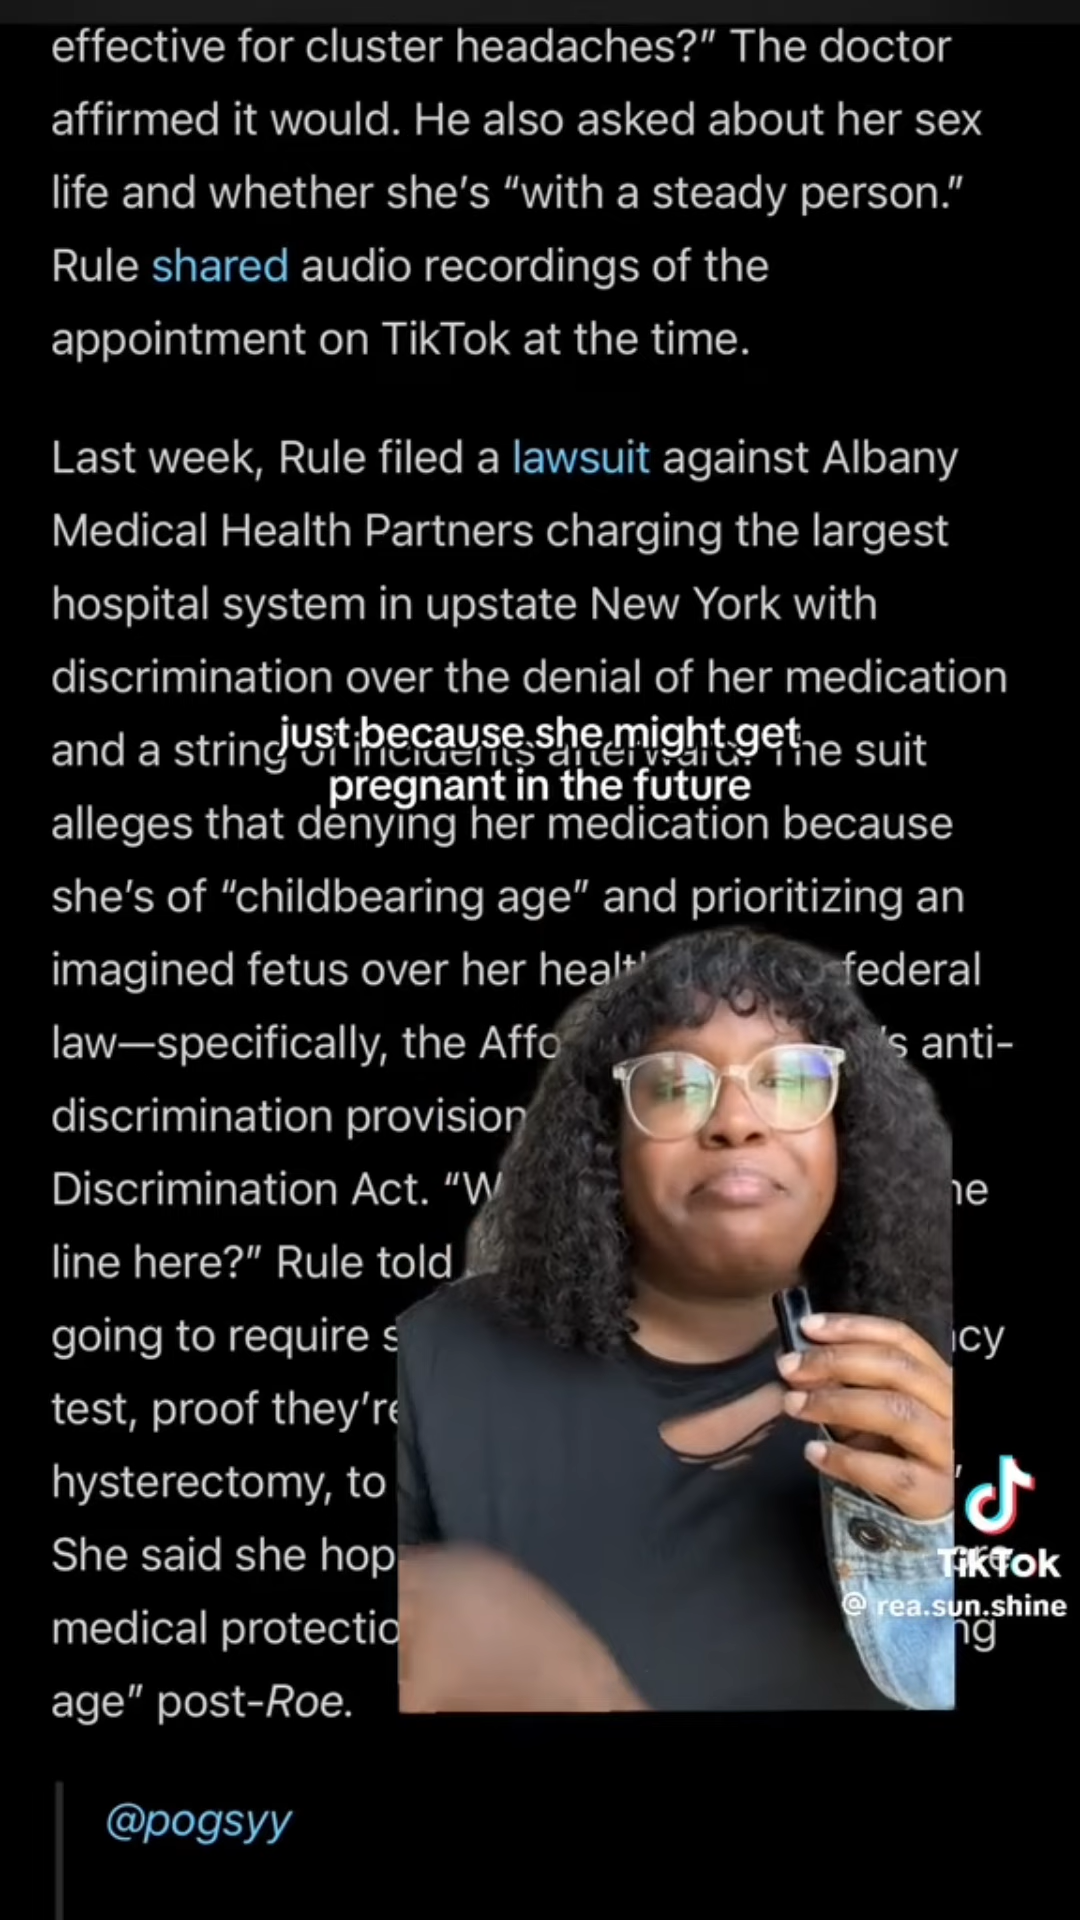 effective for cluster headaches?” The doctor
affirmed it would. He also asked about her sex
life and whether she’s “with a steady person.”
Rule shared audio recordings of the
appointment on TikTok at the time.
Last week, Rule filed a lawsuit against Albany
Medical Health Partners charging the largest
hospital system in upstate New York with
discrimination over the denial of her medication
and a string of incidents afterward. The suit
just because she might get
pregnant in the future
alleges that denying her medication because
she’s of “childbearing age” and prioritizing an
imagined fetus over her federal
law—specifically, the anti-
discrimination
Discrimination Act.
line here?” Rule told
going to require
test, proof they’re
hysterectomy, to
She said she
medical
age” post-Roe.
TikTok
@ rea.sun.shine
@pogsyy